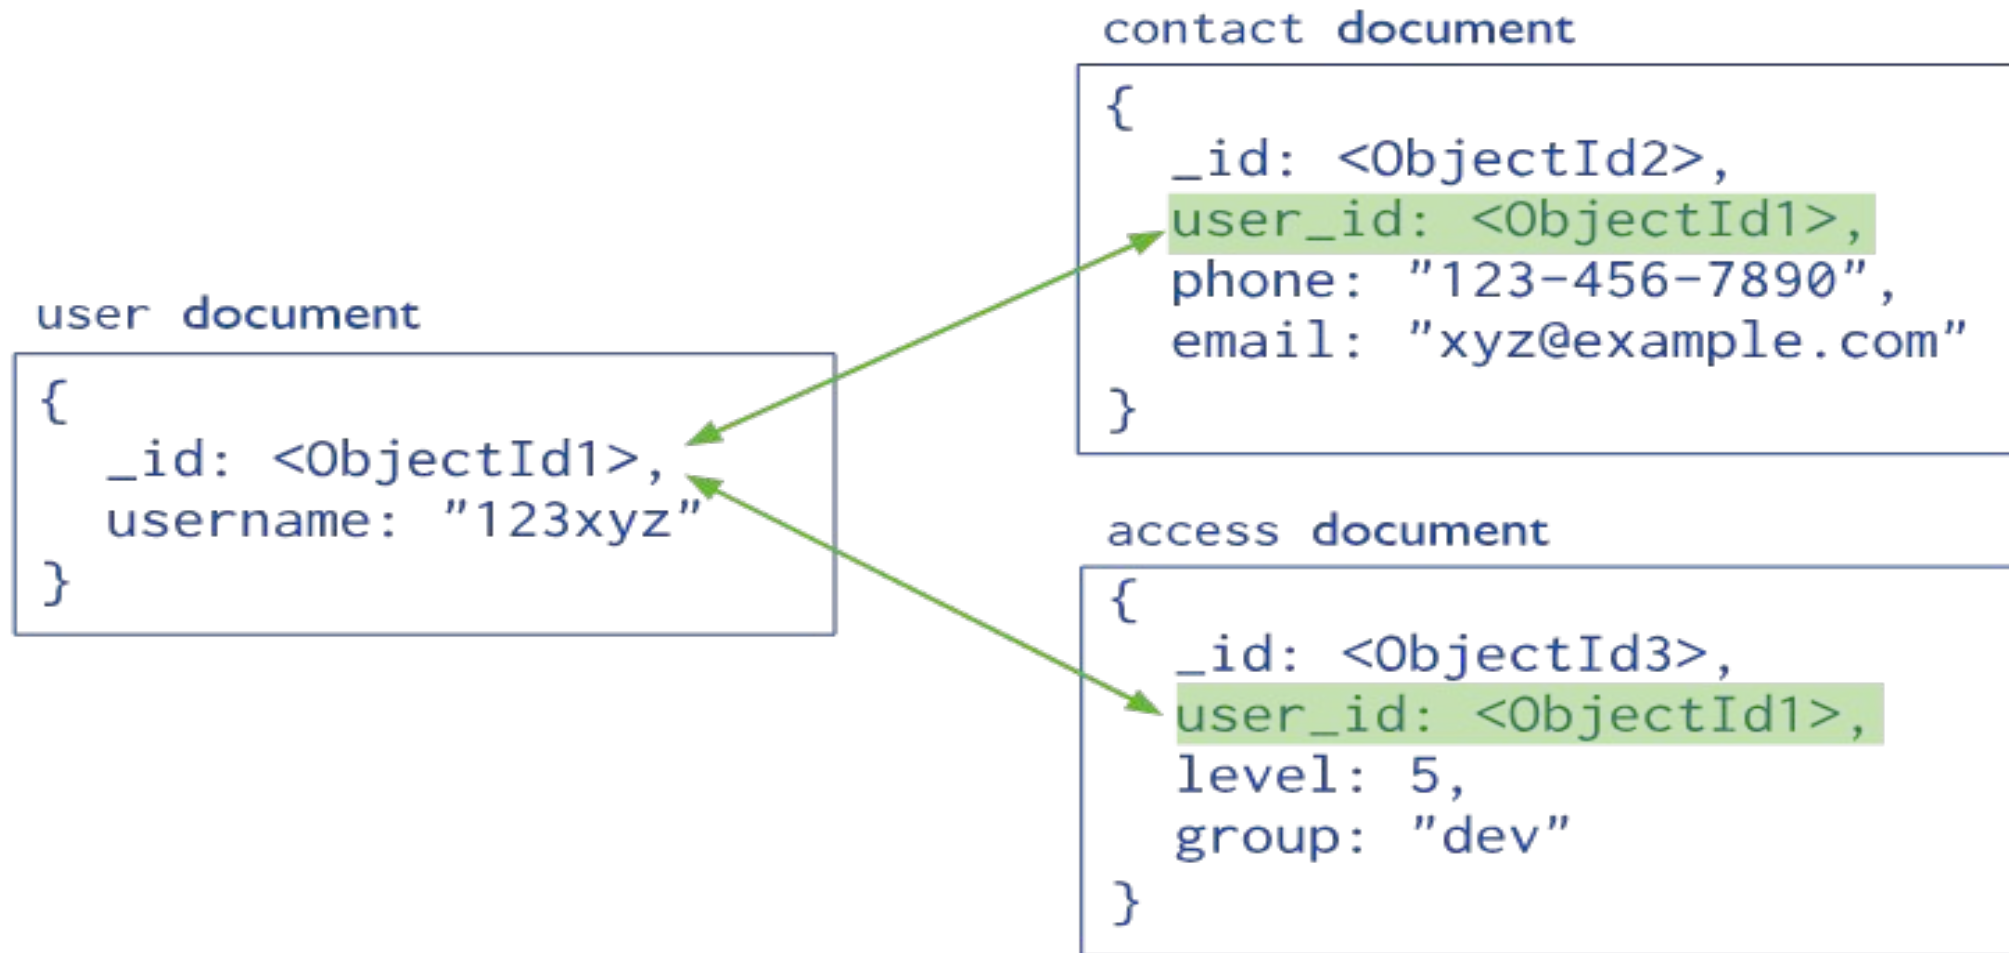 user document
{
_id: <ObjectId1>,
username: "123xyz"
}
contact document
{
_id: <ObjectId2>,
user_id: <ObjectId1>,
phone: "123-456-7890",
email: "xyz@example.com"
}
access document
{
_id: <ObjectId3>,
user_id: <ObjectId1>,
level: 5,
group: "dev"
}